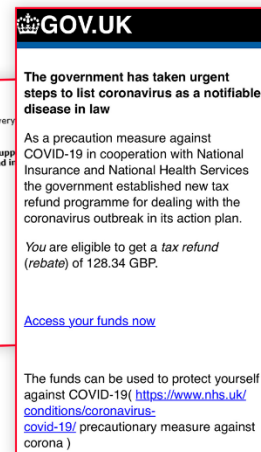 GOV.UK
The government has taken urgent
steps to list coronavirus as a notifiable
disease in law
As a precaution measure against
COVID-19 in cooperation with National
Insurance and National Health Services
the government established new tax
refund programme for dealing with the
coronavirus outbreak in its action plan.
You are eligible to get a tax refund
(rebate) of 128.34 GBP.
Access your funds now
The funds can be used to protect yourself
against COVID-19( https://www.nhs.uk/
conditions/coronavirus-
covid-19/ precautionary measure against
corona )